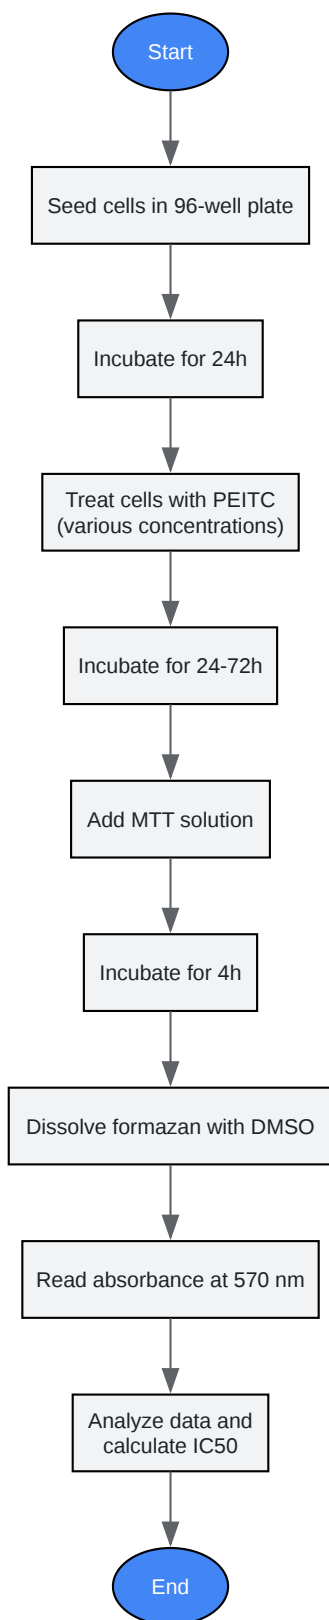 Start
Seed cells in 96-well plate
Incubate for 24h
Treat cells with PEITC
(various concentrations)
Incubate for 24-72h
Add MTT solution
Incubate for 4h
Dissolve formazan with DMSO
Read absorbance at 570 nm
Analyze data and
calculate IC50
End